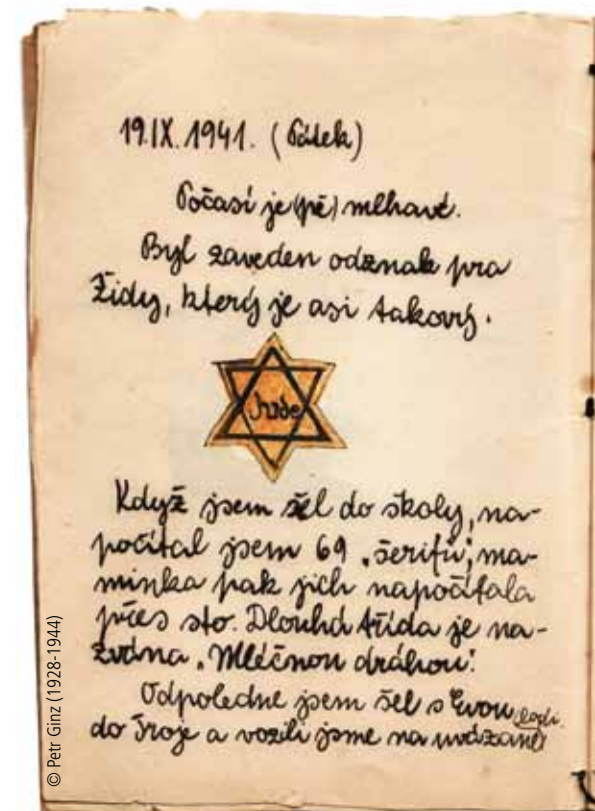 19.IX.1941. (Pátek)
Počasí je (pě) mlhavé.
Byl zaveden odznak pro
Židy, který je asi takový.
Jude
Když jsem šel do školy, na-
počítal jsem 69 „šerifů“, ma-
minka pak jich napočítala
přes sto. Dlouhá třída je na-
zvána „Mléčnou dráhou“.
Odpoledne jsem šel s Evou
do Troje a vozili jsme na uvázané lodi.
© Petr Ginz (1928-1944)